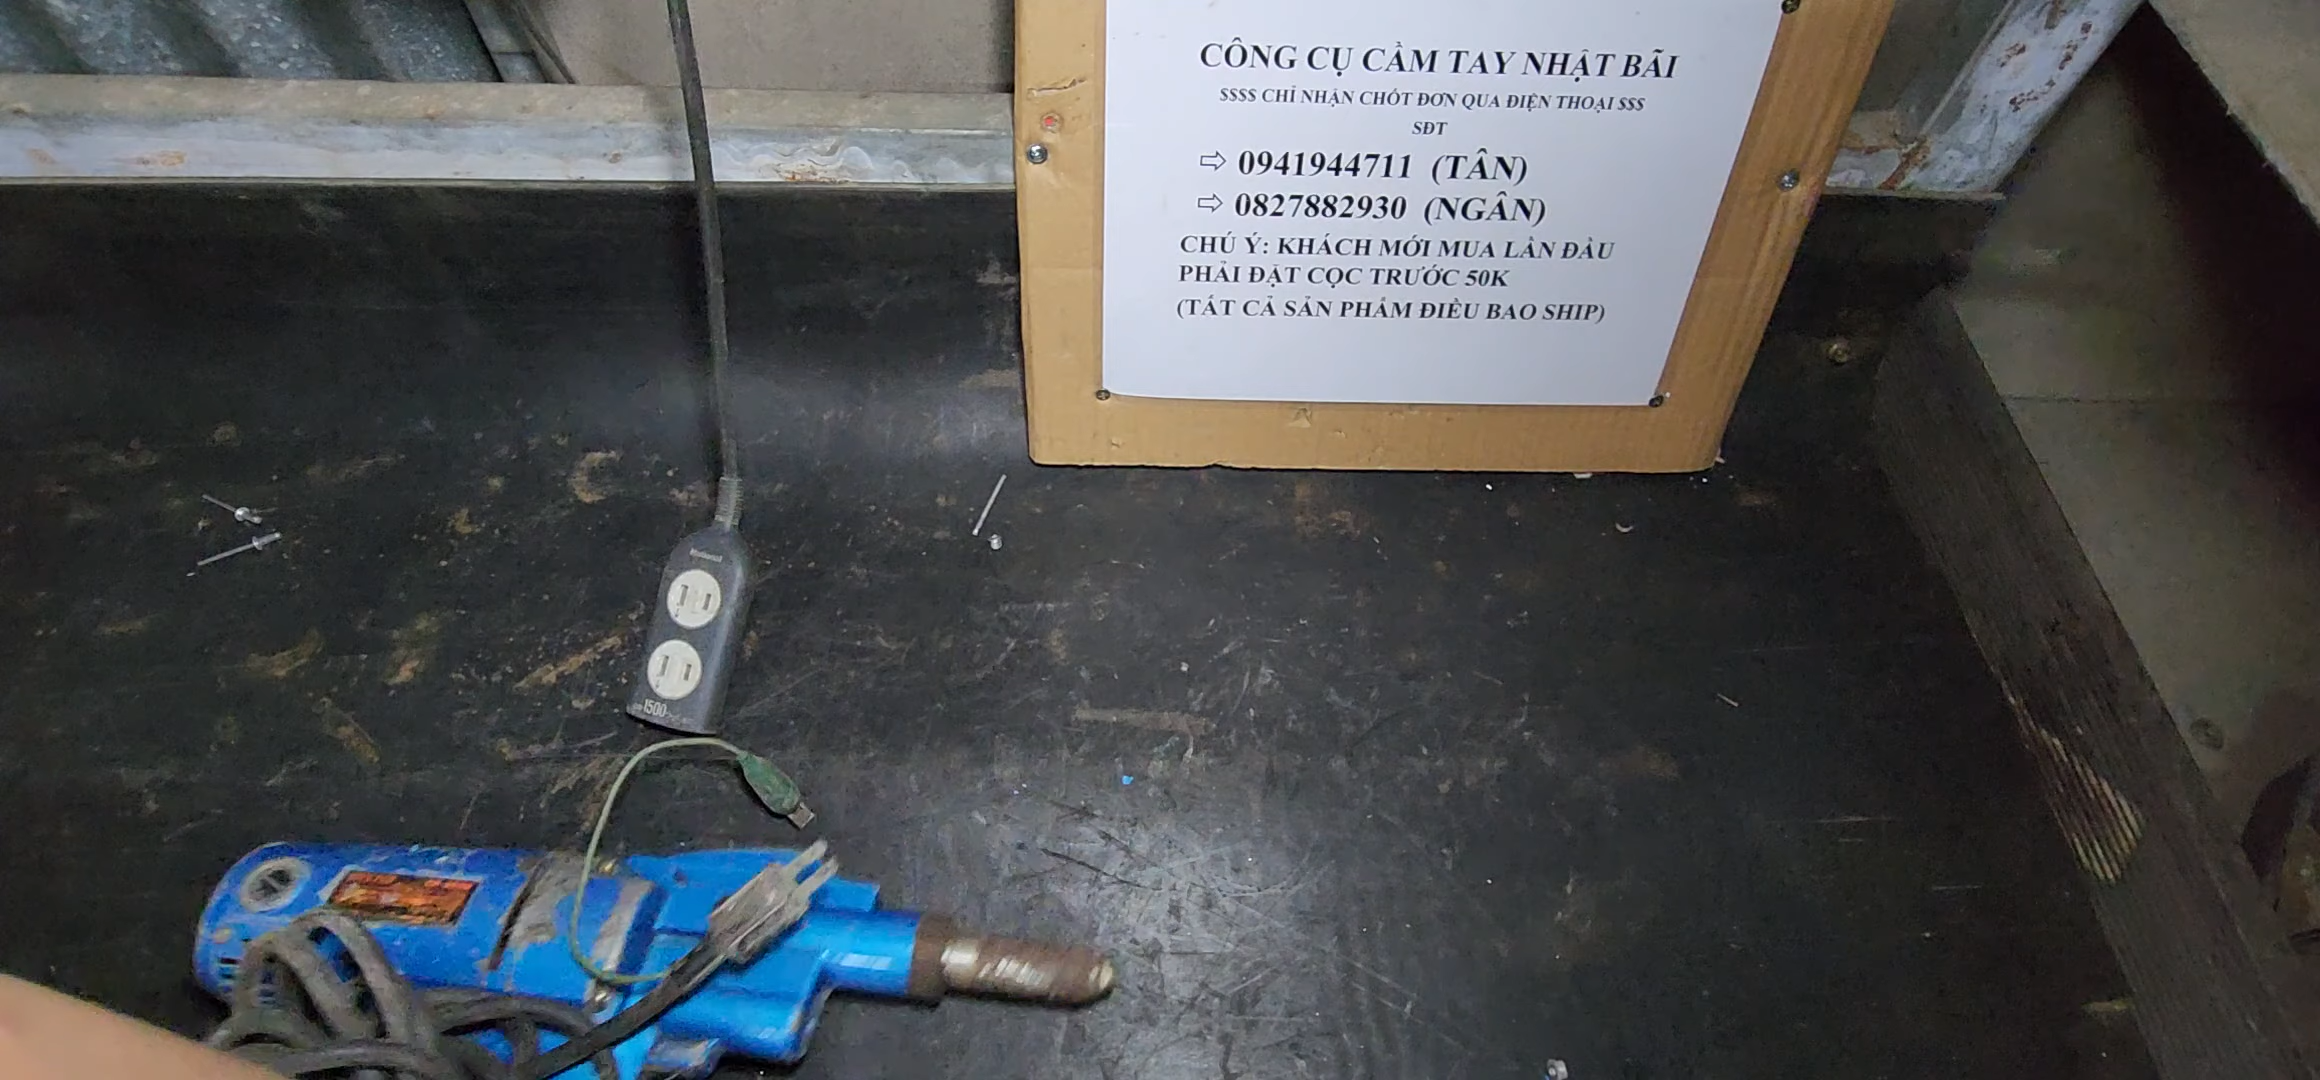 CÔNG CỤ CẦM TAY NHẬT BÃI
$$$$ CHỈ NHẬN CHỐT ĐƠN QUA ĐIỆN THOẠI $$$
SĐT
⇨ 0941944711 (TÂN)
⇨ 0827882930 (NGÂN)
CHÚ Ý: KHÁCH MỚI MUA LẦN ĐẦU
PHẢI ĐẶT CỌC TRƯỚC 50K
(TẤT CẢ SẢN PHẨM ĐIỀU BAO SHIP)
1500